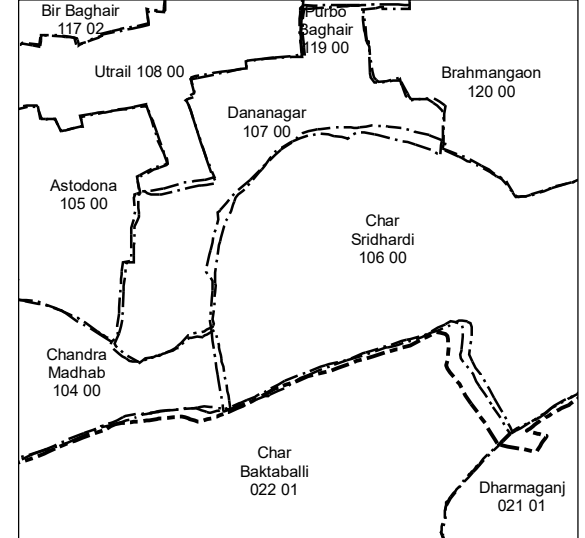 Bir Baghair
117 02
Purbo
Baghair
119 00
Utrail 108 00
Brahmangaon
120 00
Dananagar
107 00
Astodona
105 00
Char
Sridhardi
106 00
Chandra
Madhab
104 00
Char
Baktaballi
022 01
Dharmaganj
021 01